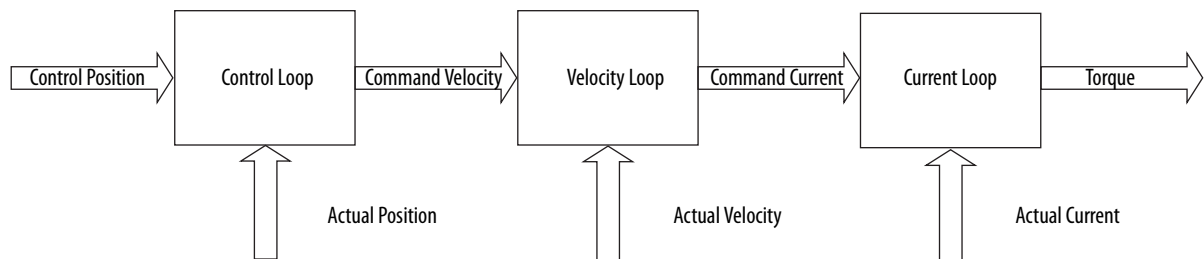 Control Position
Control Loop
Command Velocity
Velocity Loop
Command Current
Current Loop
Torque
Actual Position
Actual Velocity
Actual Current